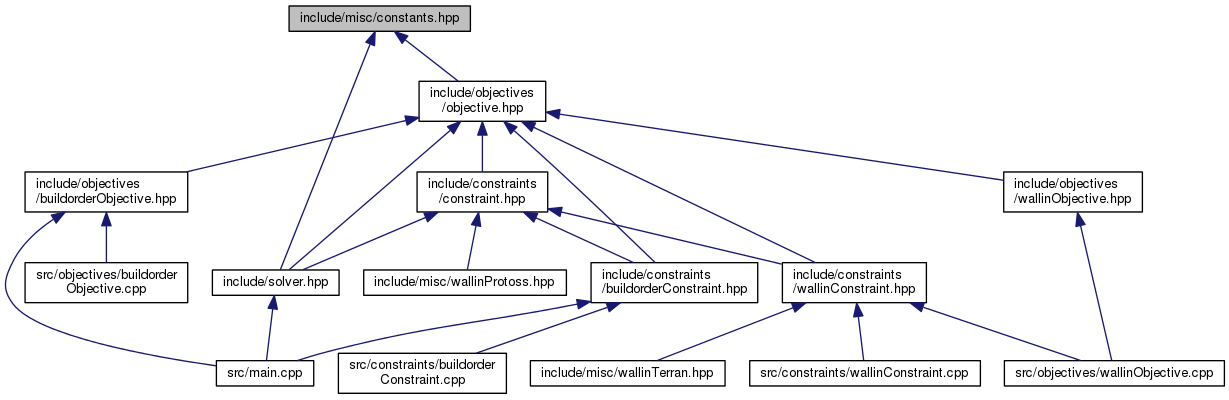 include/misc/constants.hpp
include/objectives
/objective.hpp
include/objectives
/buildorderObjective.hpp
include/constraints
/constraint.hpp
include/objectives
/wallinObjective.hpp
src/objectives/buildorder
Objective.cpp
include/solver.hpp
include/misc/wallinProtoss.hpp
include/constraints
/buildorderConstraint.hpp
include/constraints
/wallinConstraint.hpp
src/main.cpp
src/constraints/buildorder
Constraint.cpp
include/misc/wallinTerran.hpp
src/constraints/wallinConstraint.cpp
src/objectives/wallinObjective.cpp